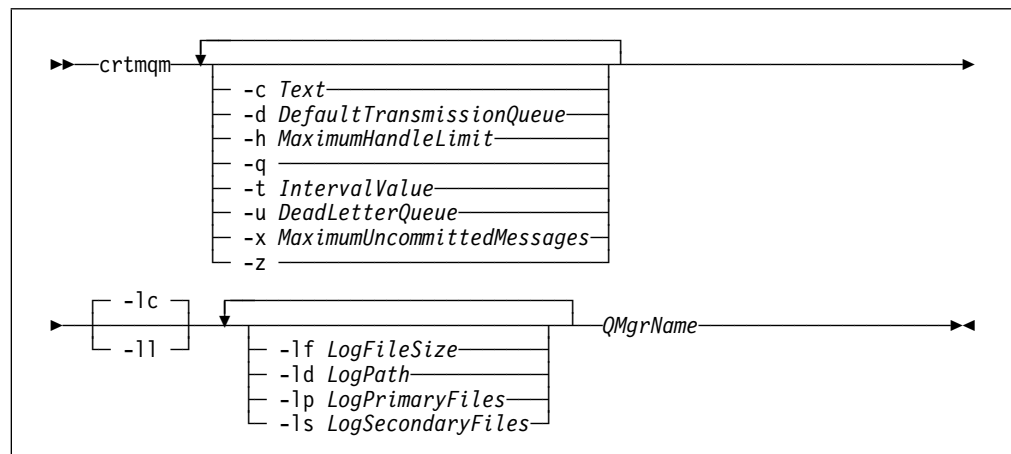 crtmqm
-c Text
-d DefaultTransmissionQueue
-h MaximumHandleLimit
-q
-t IntervalValue
-u DeadLetterQueue
-x MaximumUncommittedMessages
-z
-lc
-ll
-lf LogFileSize
-ld LogPath
-lp LogPrimaryFiles
-ls LogSecondaryFiles
QMgrName